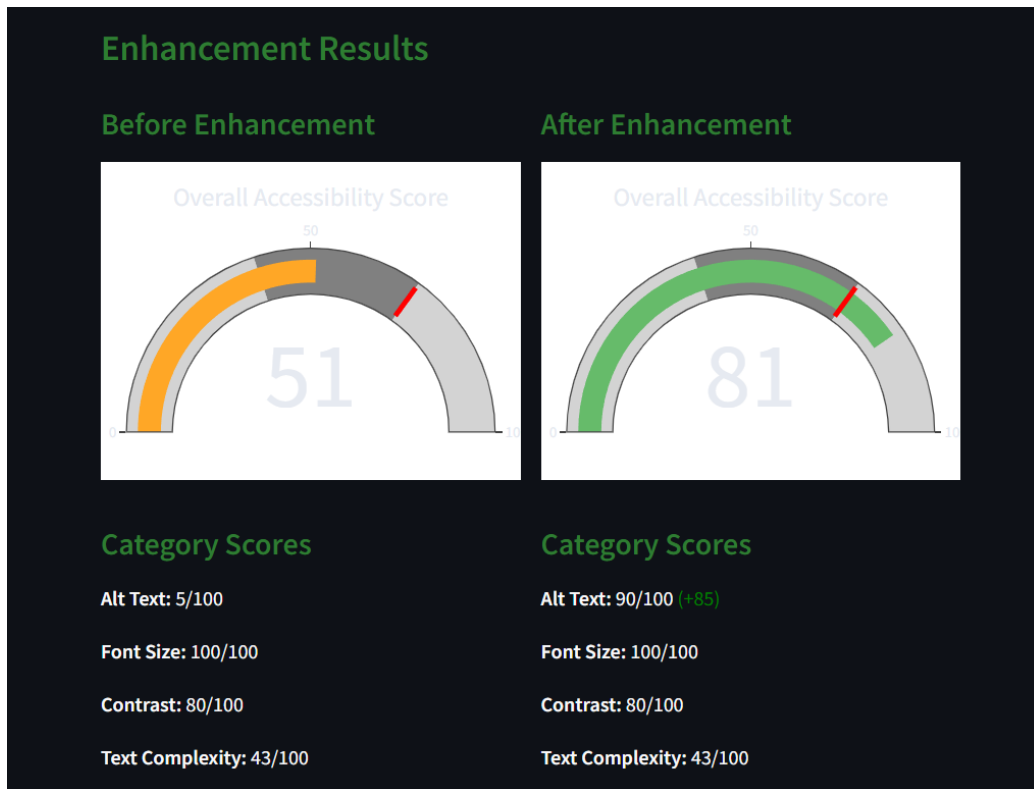 Enhancement Results
Before Enhancement
Overall Accessibility Score
50
0
10
51
Category Scores
Alt Text: 5/100
Font Size: 100/100
Contrast: 80/100
Text Complexity: 43/100
After Enhancement
Overall Accessibility Score
50
0
10
81
Category Scores
Alt Text: 90/100 (+85)
Font Size: 100/100
Contrast: 80/100
Text Complexity: 43/100